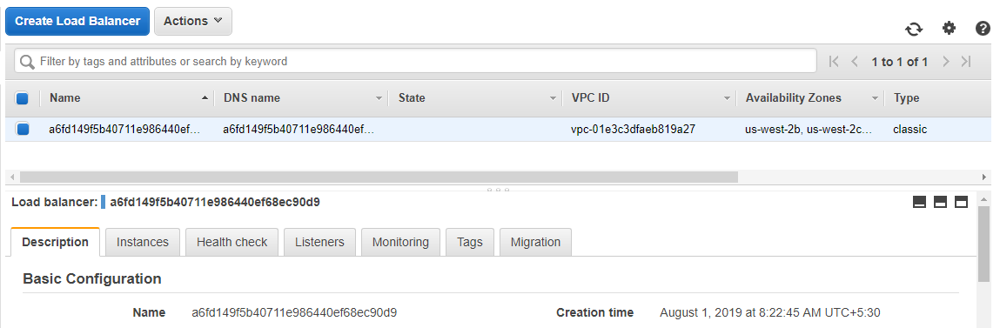 Create Load Balancer Actions
Filter by tags and attributes or search by keyword 1 to 1 of 1
Name DNS name State VPC ID Availability Zones Type
a6fd149f5b40711e986440ef... a6fd149f5b40711e986440ef... vpc-01e3c3dfaeb819a27 us-west-2b, us-west-2c... classic
Load balancer: a6fd149f5b40711e986440ef68ec90d9
Description Instances Health check Listeners Monitoring Tags Migration
Basic Configuration
Name a6fd149f5b40711e986440ef68ec90d9 Creation time August 1, 2019 at 8:22:45 AM UTC+5:30